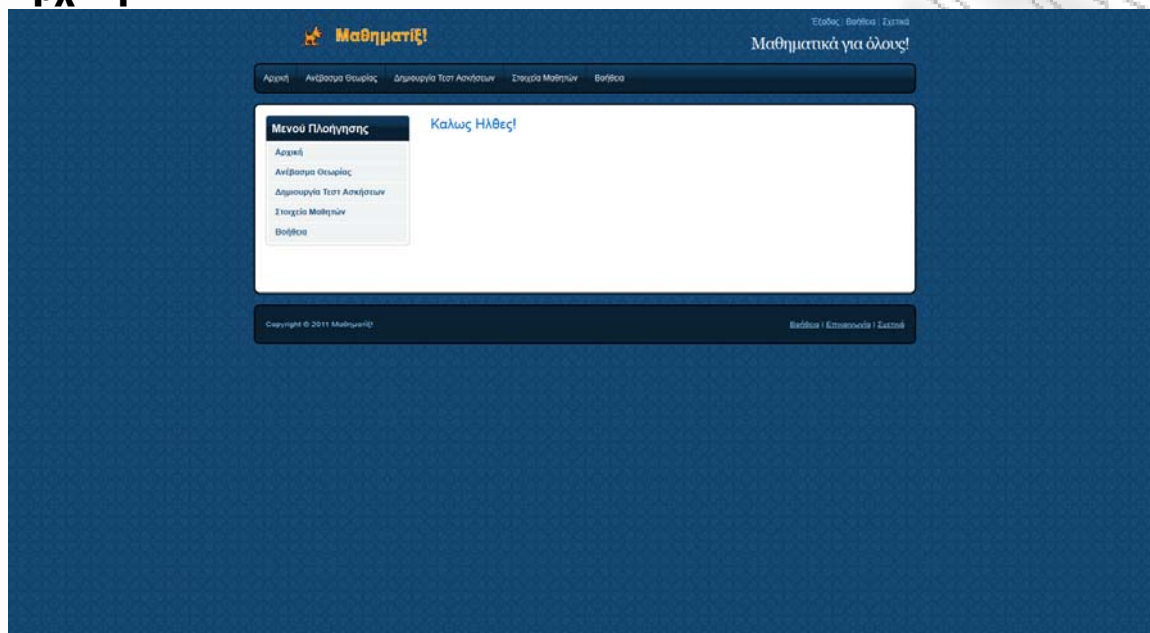 Έξοδος | Βοήθεια | Σχετικά
Μαθηματίξ!
Μαθηματικά για όλους!
Αρχική Ανέβασμα Θεωρίας Δημιουργία Τεστ Ασκήσεων Στοιχεία Μαθητών Βοήθεια
Μενού Πλοήγησης
Αρχική
Ανέβασμα Θεωρίας
Δημιουργία Τεστ Ασκήσεων
Στοιχεία Μαθητών
Βοήθεια
Καλως Ηλθες!
Copyright © 2011 Μαθηματίξ!
Βοήθεια | Επικοινωνία | Σχετικά